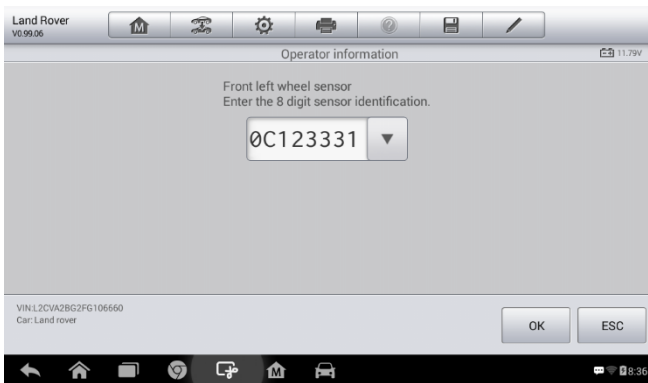 Land Rover
V0.99.06
M
Operator information
11.79V
Front left wheel sensor
Enter the 8 digit sensor identification.
0C123331
VIN:L2CVA2BG2FG106660
Car: Land rover
OK
ESC
M
8:36